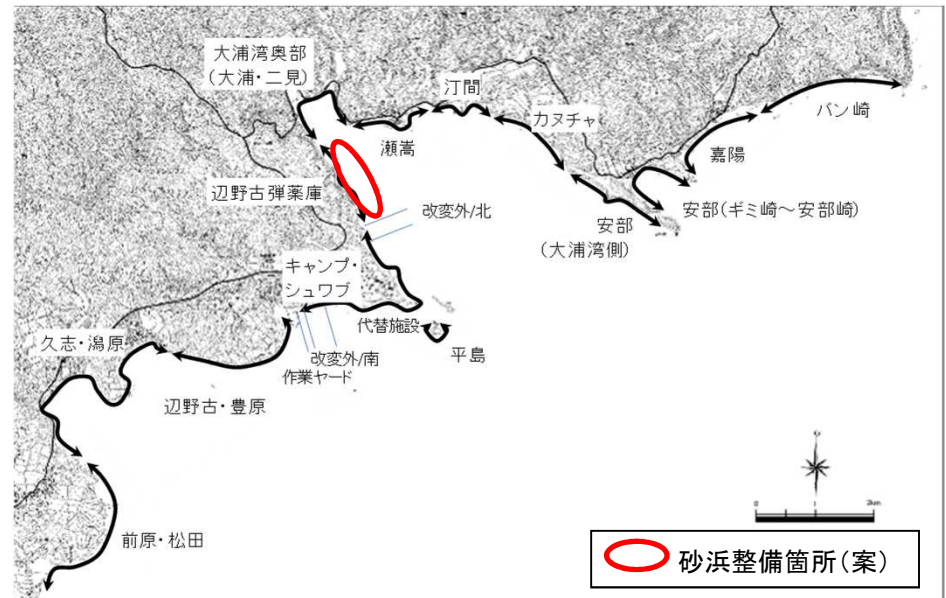 大浦湾奥部
(大浦・二見)
汀間
バン崎
カヌチャ
瀬嵩
嘉陽
辺野古弾薬庫
改変外/北
安部(ギミ崎～安部崎)
安部
(大浦湾側)
キャンプ・
シュワブ
代替施設
久志・潟原
改変外/南
平島
作業ヤード
辺野古・豊原
0 1 2km
前原・松田
砂浜整備箇所(案)